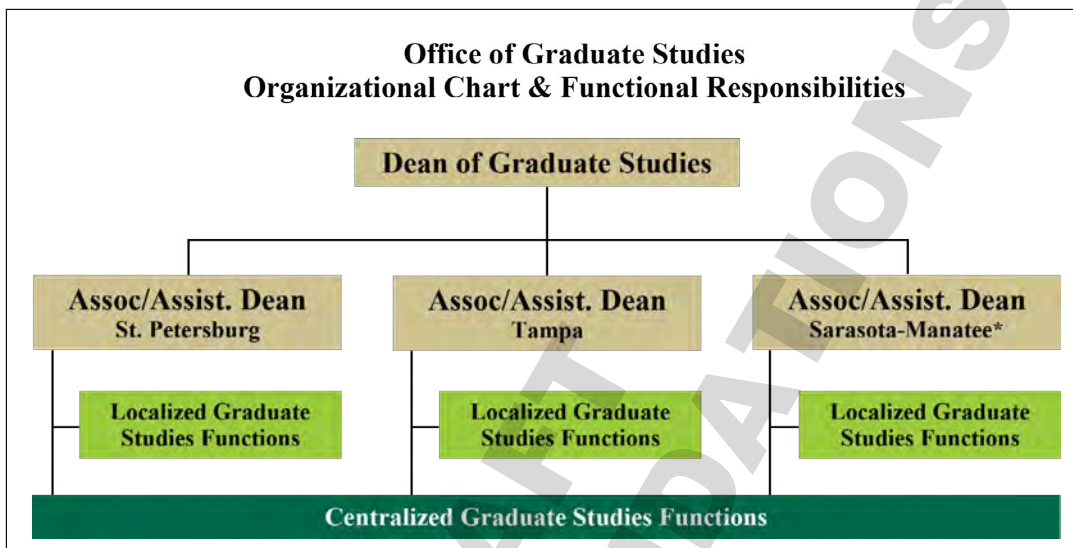 Office of Graduate Studies
Organizational Chart & Functional Responsibilities
Dean of Graduate Studies
Assoc/Assist. Dean
St. Petersburg
Assoc/Assist. Dean
Tampa
Assoc/Assist. Dean
Sarasota-Manatee*
Localized Graduate
Studies Functions
Localized Graduate
Studies Functions
Localized Graduate
Studies Functions
Centralized Graduate Studies Functions